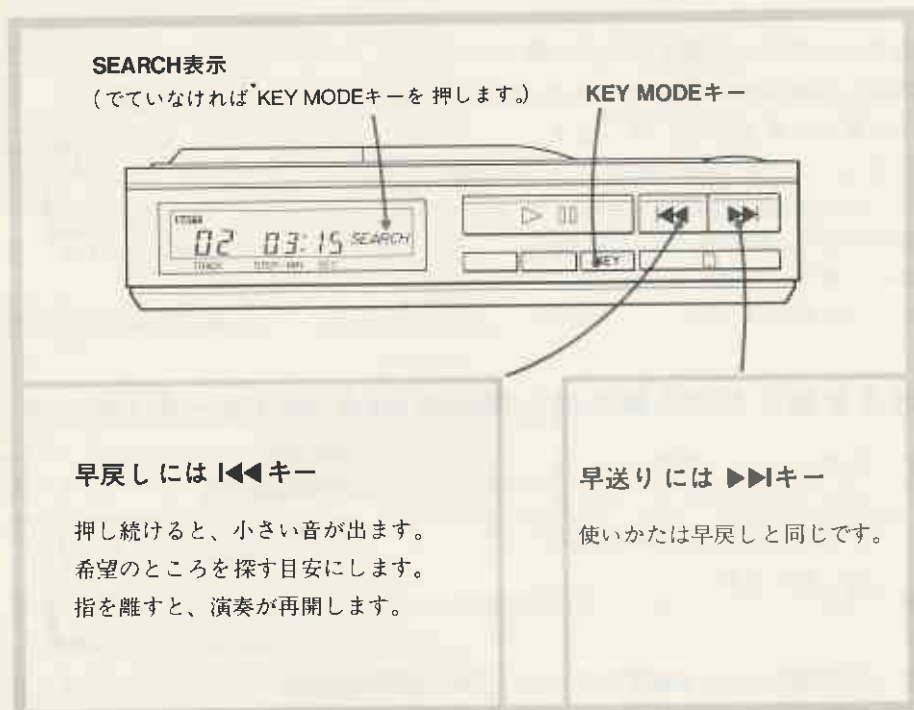 SEARCH表示
(でていなければ KEY MODEキーを 押します。)
KEY MODEキー
02 03:15 SEARCH
TRACK
▷ ▯▯
I◀◀ ▶▶I
KEY
早戻し には I◀◀ キー
押し続けると、小さい音が出ます。
希望のところを探す目安にします。
指を離すと、演奏が再開します。
早送り には ▶▶Iキー
使いかたは早戻しと同じです。